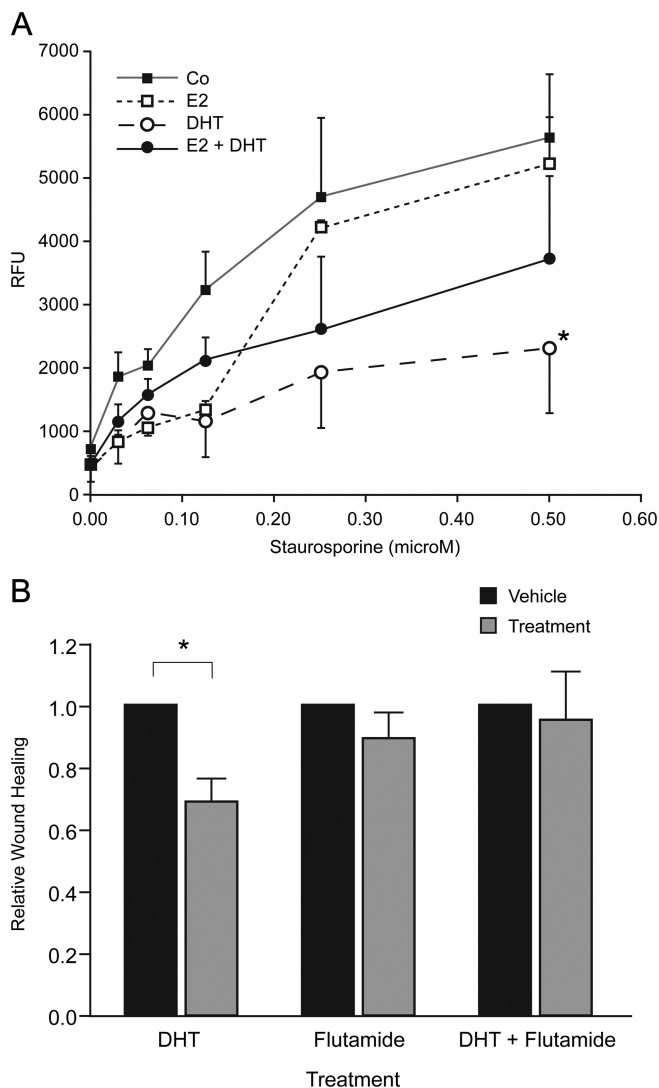 A
7000
6000
5000
4000
3000
2000
1000
0
RFU
Co
E2
DHT
E2 + DHT
*
0.00 0.10 0.20 0.30 0.40 0.50 0.60
Staurosporine (microM)
B
Vehicle
Treatment
1.2
1.0
0.8
0.6
0.4
0.2
0.0
Relative Wound Healing
*
DHT Flutamide DHT + Flutamide
Treatment